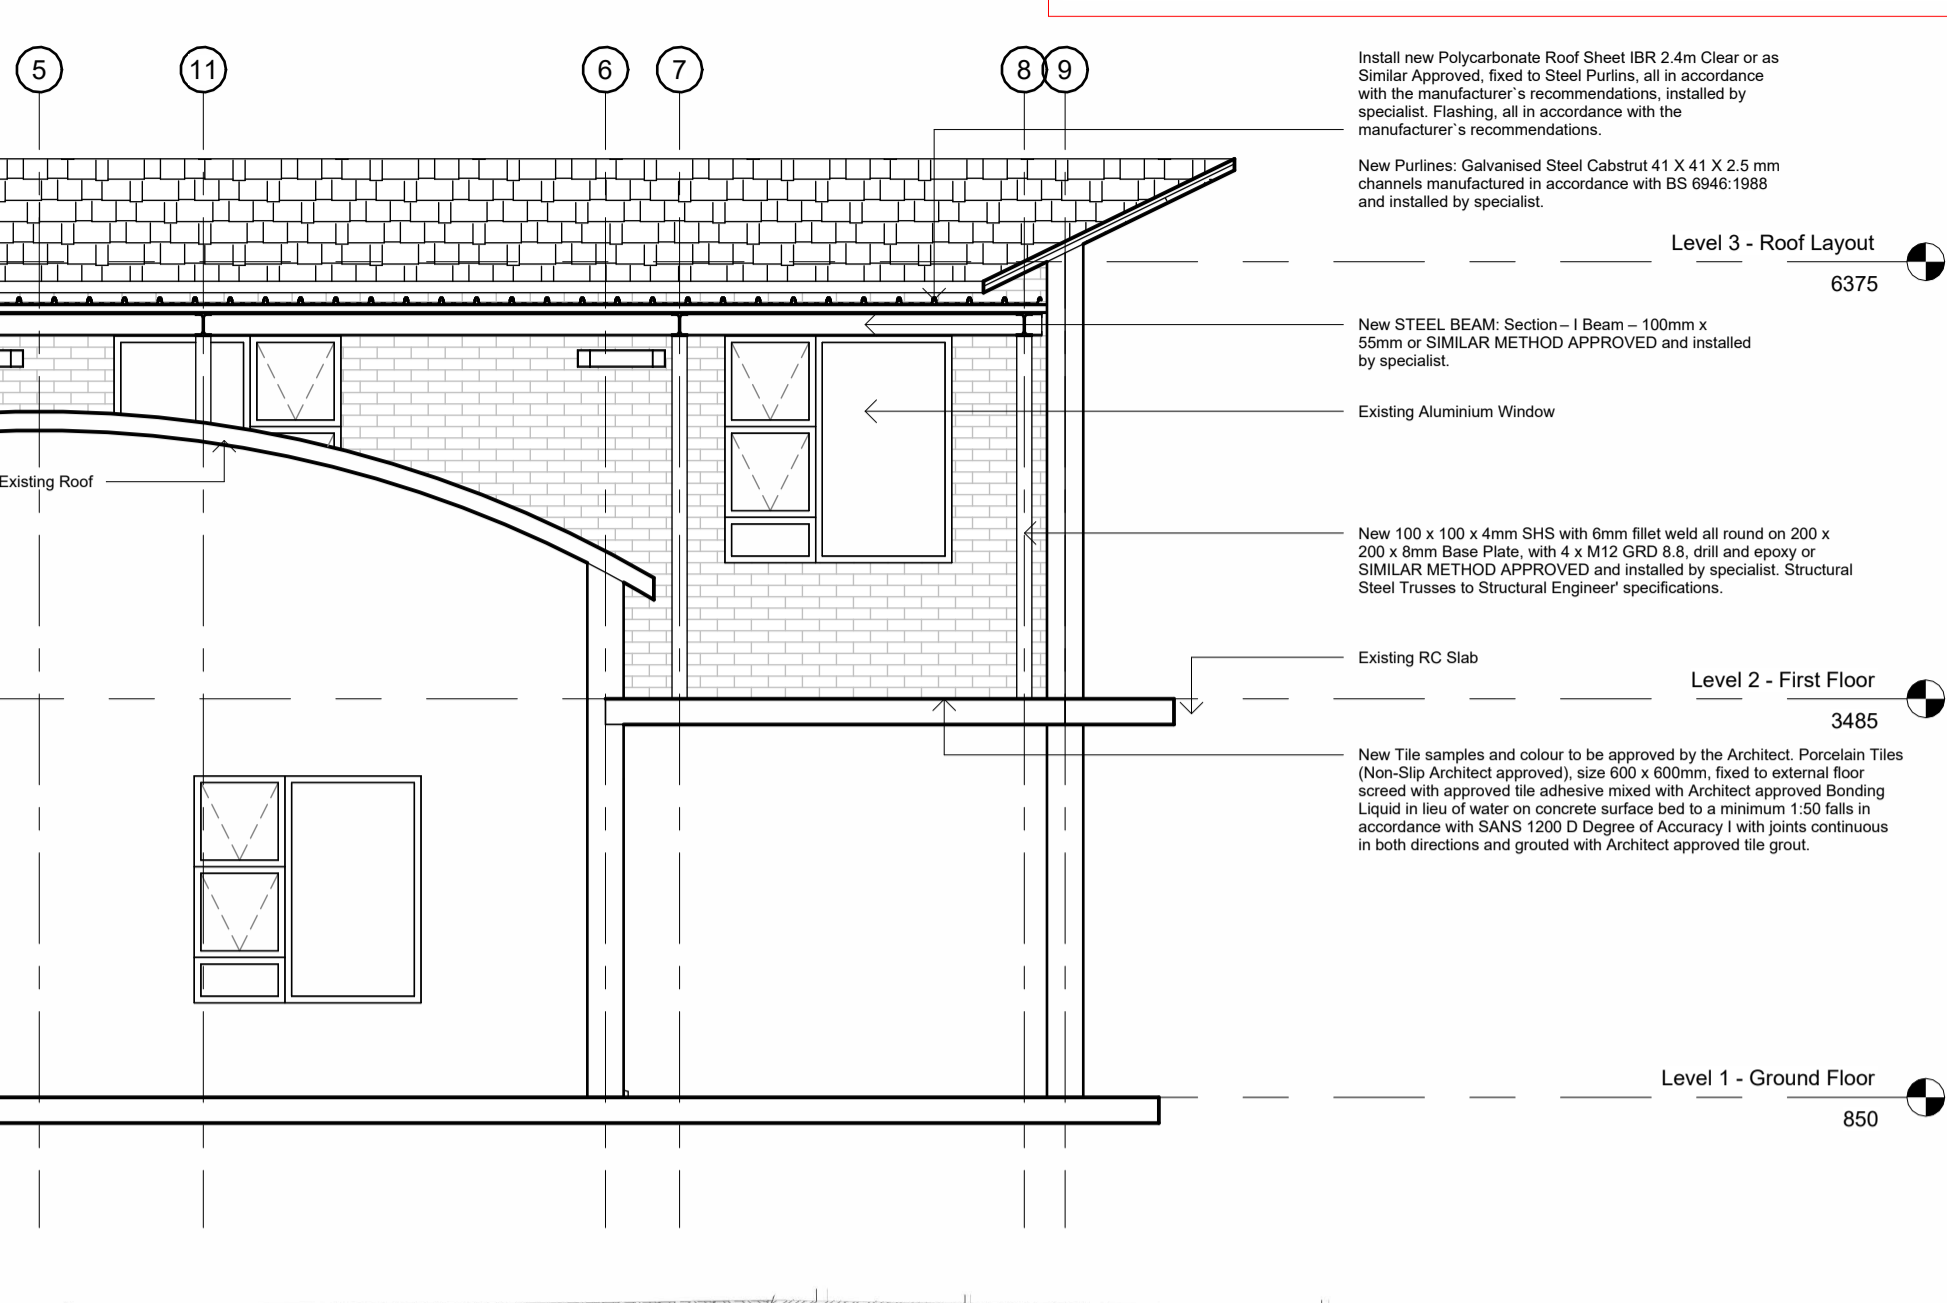 5
11
6
7
8
9
Install new Polycarbonate Roof Sheet IBR 2.4m Clear or as
Similar Approved, fixed to Steel Purlins, all in accordance
with the manufacturer`s recommendations, installed by
specialist. Flashing, all in accordance with the
manufacturer`s recommendations.
New Purlines: Galvanised Steel Cabstrut 41 X 41 X 2.5 mm
channels manufactured in accordance with BS 6946:1988
and installed by specialist.
Level 3 - Roof Layout
6375
New STEEL BEAM: Section – I Beam – 100mm x
55mm or SIMILAR METHOD APPROVED and installed
by specialist.
Existing Aluminium Window
Existing Roof
New 100 x 100 x 4mm SHS with 6mm fillet weld all round on 200 x
200 x 8mm Base Plate, with 4 x M12 GRD 8.8, drill and epoxy or
SIMILAR METHOD APPROVED and installed by specialist. Structural
Steel Trusses to Structural Engineer' specifications.
Existing RC Slab
Level 2 - First Floor
3485
New Tile samples and colour to be approved by the Architect. Porcelain Tiles
(Non-Slip Architect approved), size 600 x 600mm, fixed to external floor
screed with approved tile adhesive mixed with Architect approved Bonding
Liquid in lieu of water on concrete surface bed to a minimum 1:50 falls in
accordance with SANS 1200 D Degree of Accuracy I with joints continuous
in both directions and grouted with Architect approved tile grout.
Level 1 - Ground Floor
850